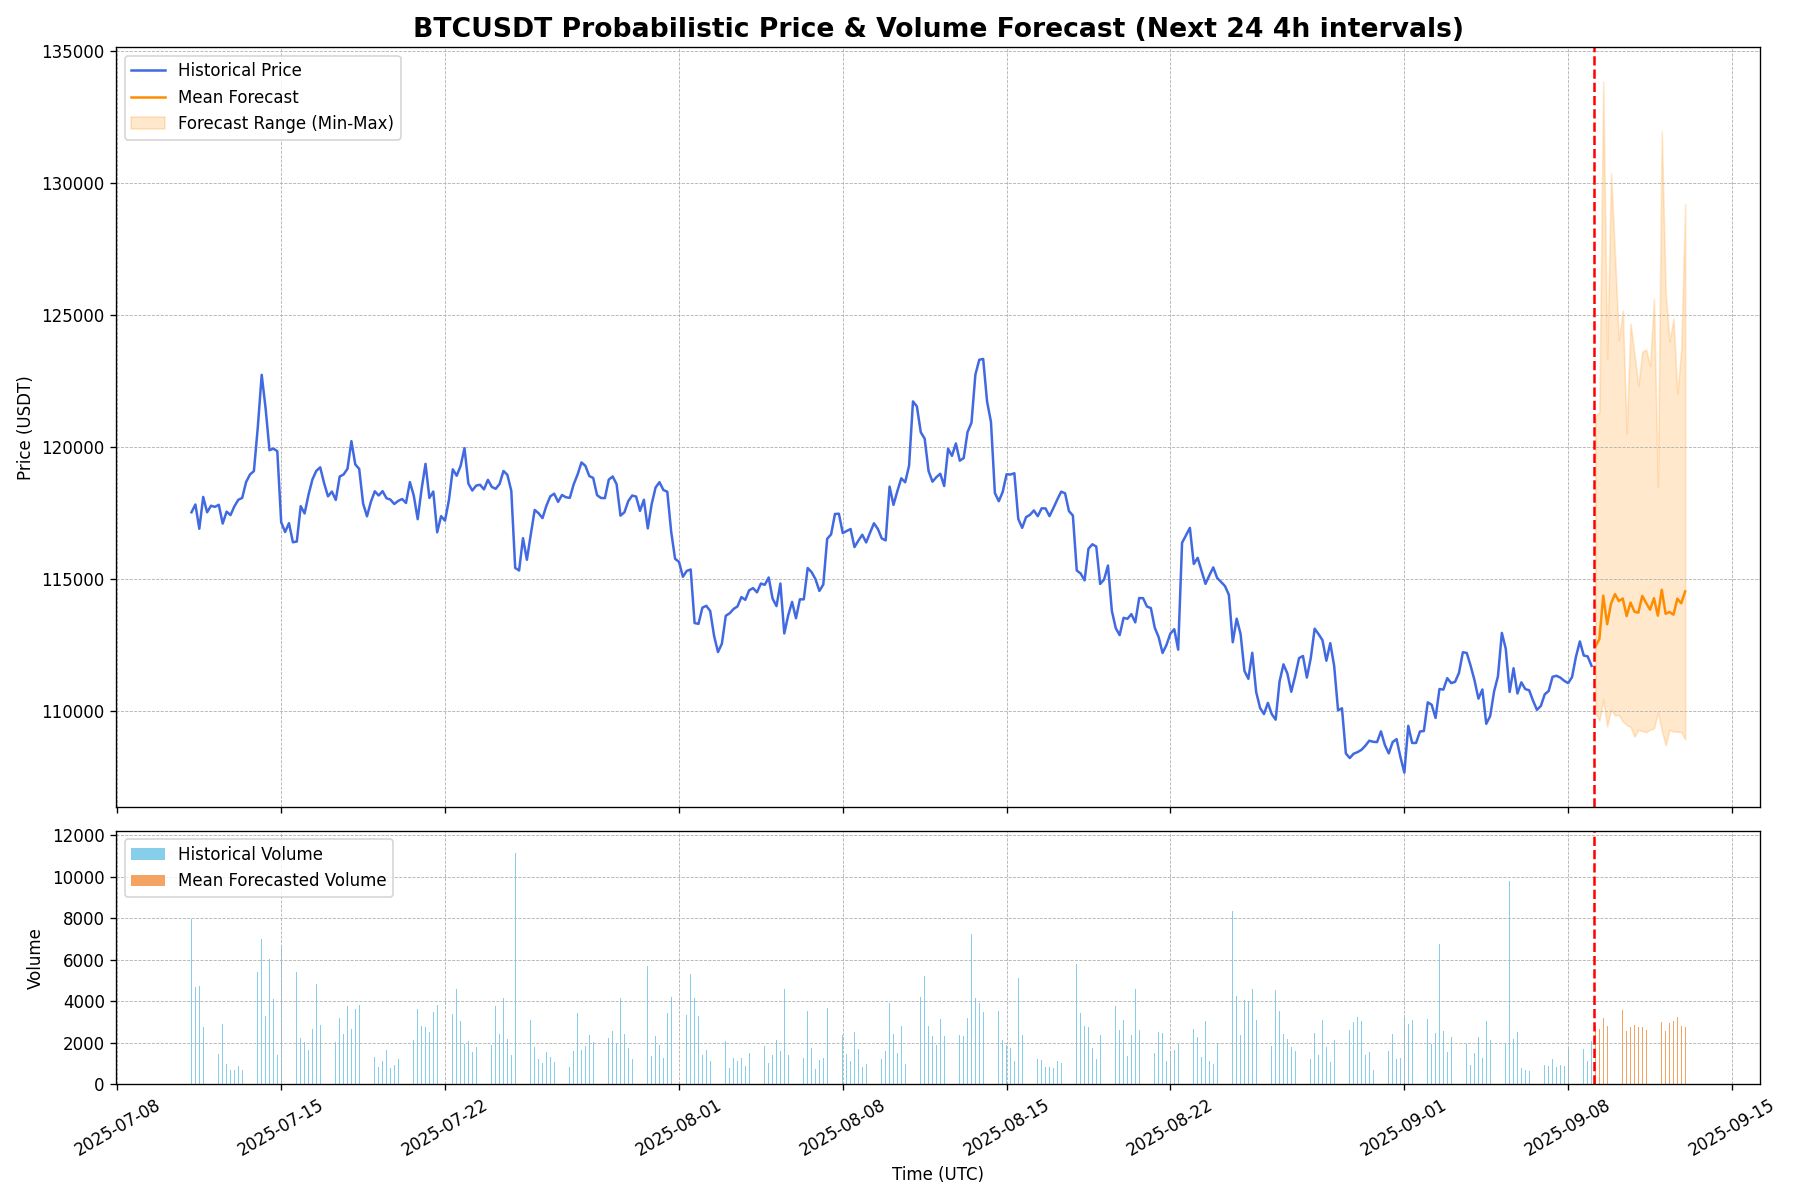 BTCUSDT Probabilistic Price & Volume Forecast (Next 24 4h intervals)
Historical Price
Mean Forecast
Forecast Range (Min-Max)
Price (USDT)
135000
130000
125000
120000
115000
110000
Historical Volume
Mean Forecasted Volume
Volume
12000
10000
8000
6000
4000
2000
0
2025-07-08
2025-07-15
2025-07-22
2025-08-01
2025-08-08
2025-08-15
2025-08-22
2025-09-01
2025-09-08
2025-09-15
Time (UTC)